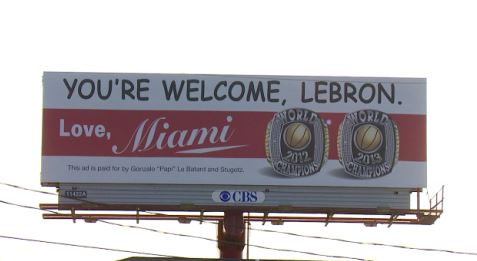 YOU'RE WELCOME, LEBRON.
Love, Miami
WORLD
2012
CHAMPIONS
WORLD
2013
CHAMPIONS
This ad is paid for by Gonzalo "Papi" Le Batard and Stugotz.
CBS